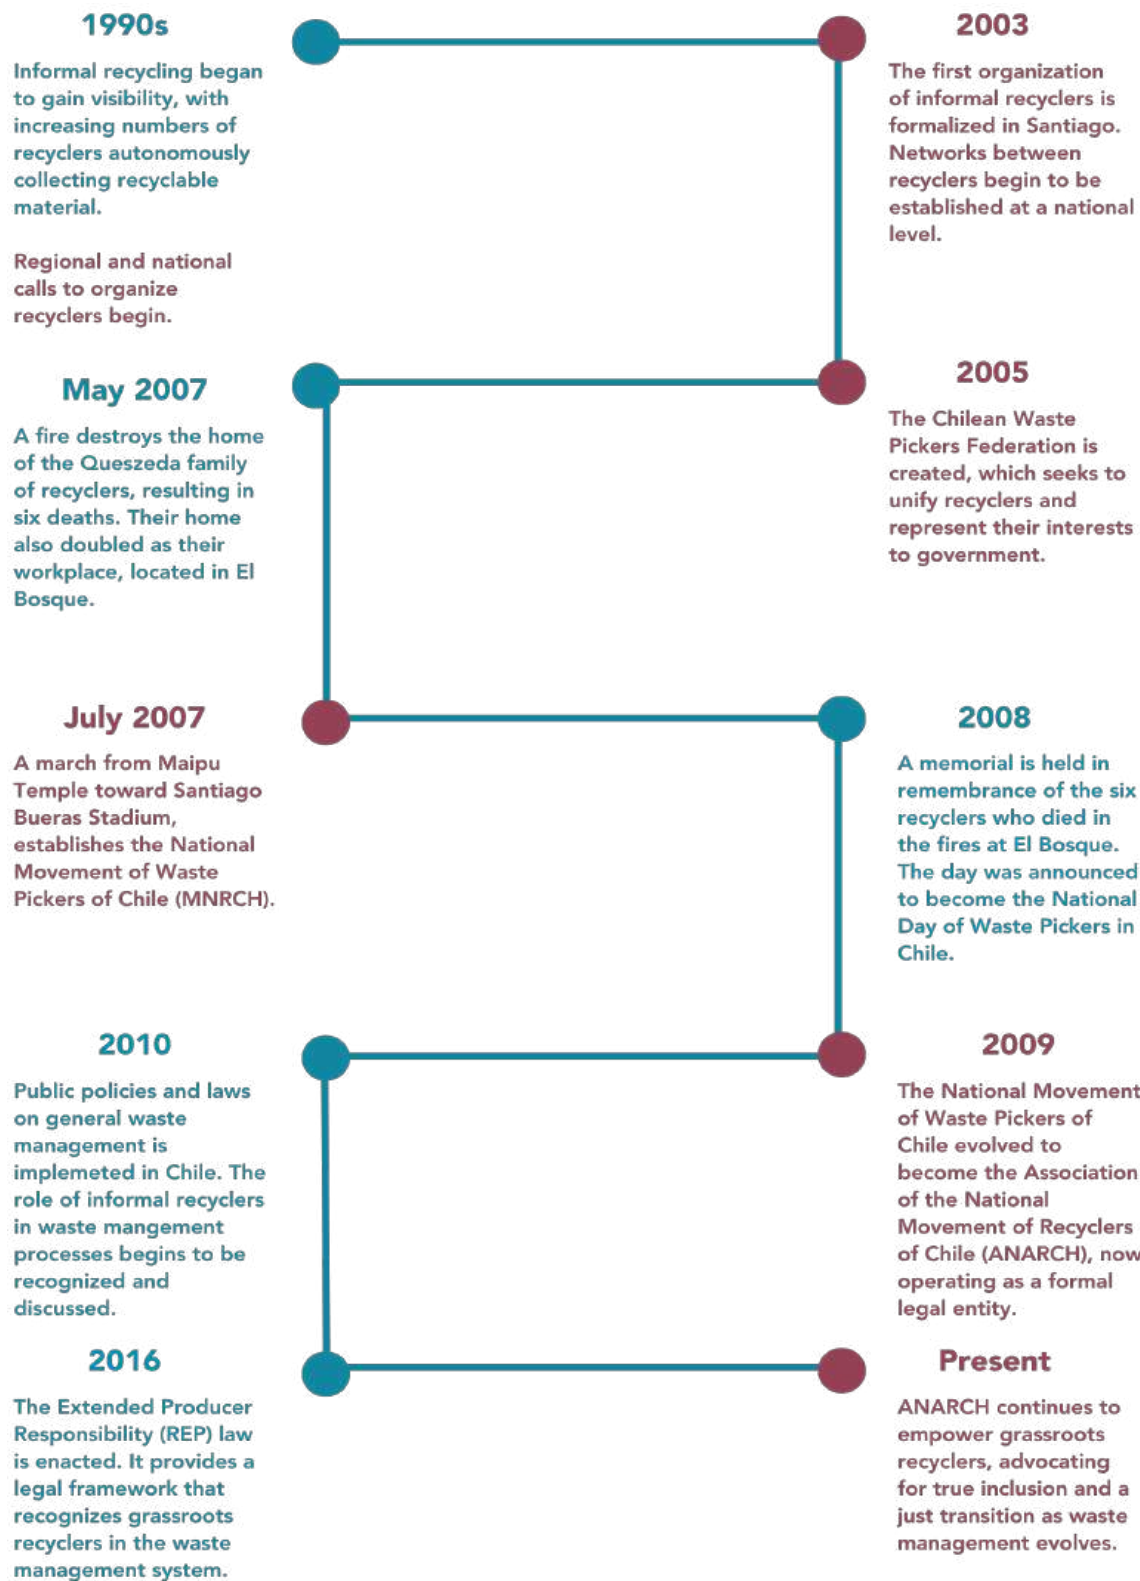 1990s
Informal recycling began
to gain visibility, with
increasing numbers of
recyclers autonomously
collecting recyclable
material.
Regional and national
calls to organize
recyclers begin.
2003
The first organization
of informal recyclers is
formalized in Santiago.
Networks between
recyclers begin to be
established at a national
level.
2005
The Chilean Waste
Pickers Federation is
created, which seeks to
unify recyclers and
represent their interests
to government.
May 2007
A fire destroys the home
of the Queszeda family
of recyclers, resulting in
six deaths. Their home
also doubled as their
workplace, located in El
Bosque.
July 2007
A march from Maipu
Temple toward Santiago
Bueras Stadium,
establishes the National
Movement of Waste
Pickers of Chile (MNRCH).
2008
A memorial is held in
remembrance of the six
recyclers who died in
the fires at El Bosque.
The day was announced
to become the National
Day of Waste Pickers in
Chile.
2009
The National Movement
of Waste Pickers of
Chile evolved to
become the Association
of the National
Movement of Recyclers
of Chile (ANARCH), now
operating as a formal
legal entity.
2010
Public policies and laws
on general waste
management is
implemeted in Chile. The
role of informal recyclers
in waste mangement
processes begins to be
recognized and
discussed.
2016
The Extended Producer
Responsibility (REP) law
is enacted. It provides a
legal framework that
recognizes grassroots
recyclers in the waste
management system.
Present
ANARCH continues to
empower grassroots
recyclers, advocating
for true inclusion and a
just transition as waste
management evolves.